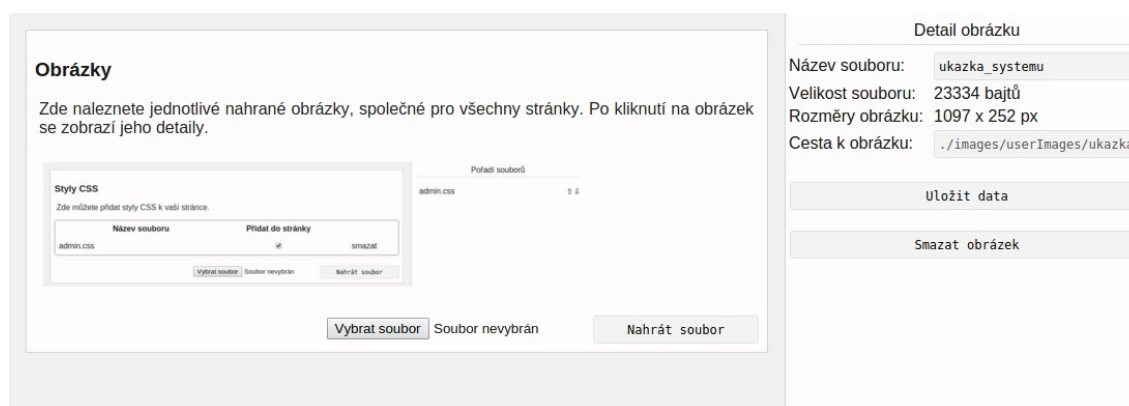 Obrázky
Zde naleznete jednotlivé nahrané obrázky, společné pro všechny stránky. Po kliknutí na obrázek
se zobrazí jeho detaily.
Styly CSS
Zde můžete přidat styly CSS k vaší stránce.
Název souboru Přidat do stránky
admin.css smazat
Vybrat soubor Soubor nevybrán Nahrát soubor
Pořadí souborů
admin.css ⇧ ⇩
Vybrat soubor Soubor nevybrán Nahrát soubor
Detail obrázku
Název souboru: ukazka_systemu
Velikost souboru: 23334 bajtů
Rozměry obrázku: 1097 x 252 px
Cesta k obrázku: ./images/userImages/ukazka
Uložit data
Smazat obrázek